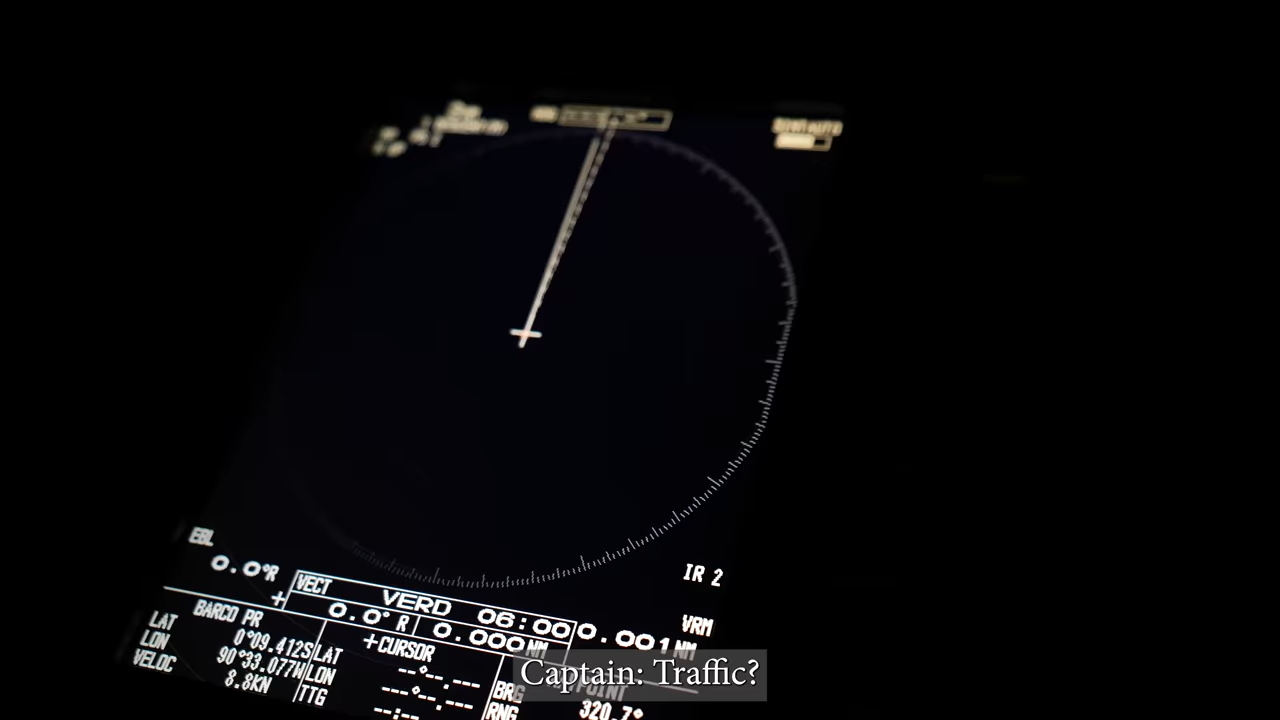 EBL
0.0°R
IR 2
VECT VERD 06:00
+ 0.0° R 0.000NM 0.001NM
VRM
BARCO PR
LAT 0°09.412S
LON 90°33.077W
VELOC 8.8KN
+CURSOR
LAT --°--.---
LON ---°--.---
TTG --:--
BRG 320.7°
RNG
Captain: Traffic?